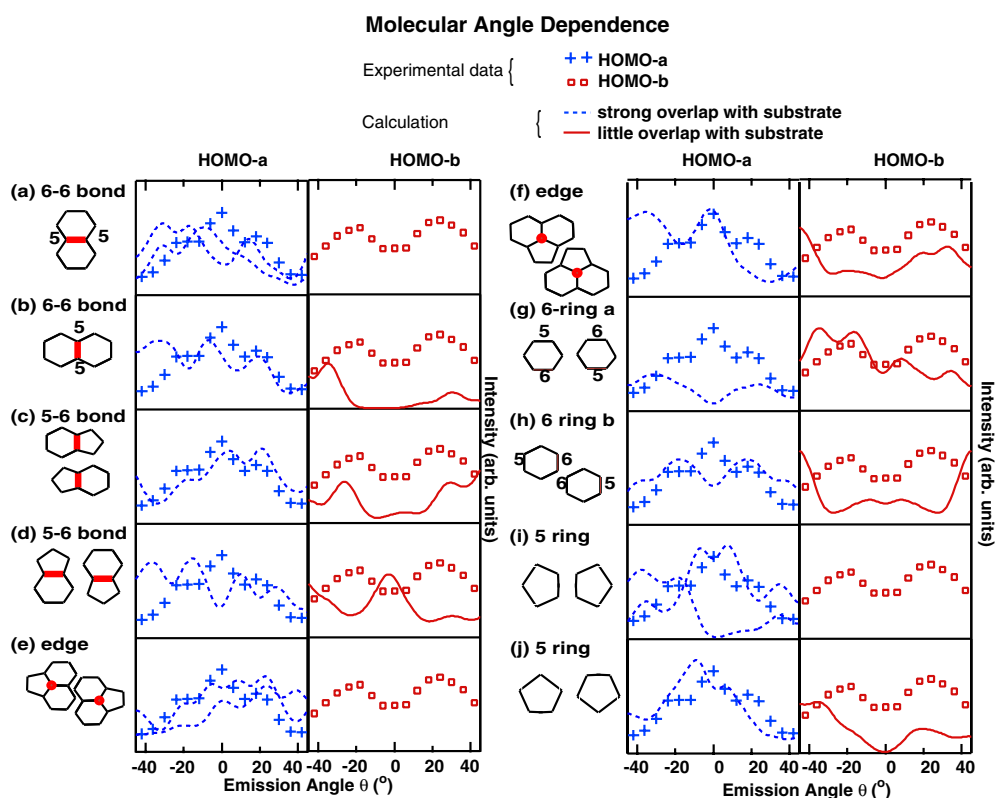 Molecular Angle Dependence
Experimental data { + + HOMO-a
HOMO-b
Calculation { strong overlap with substrate
little overlap with substrate
HOMO-a HOMO-b
(a) 6-6 bond
5 5
(b) 6-6 bond
5
5
(c) 5-6 bond
(d) 5-6 bond
(e) edge
-40 -20 0 20 40 -40 -20 0 20 40
Emission Angle θ (o)
Intensity (arb. units)
HOMO-a HOMO-b
(f) edge
(g) 6-ring a
5 6
6 5
(h) 6 ring b
5 6
6 5
(i) 5 ring
(j) 5 ring
-40 -20 0 20 40 -40 -20 0 20 40
Emission Angle θ (o)
Intensity (arb. units)